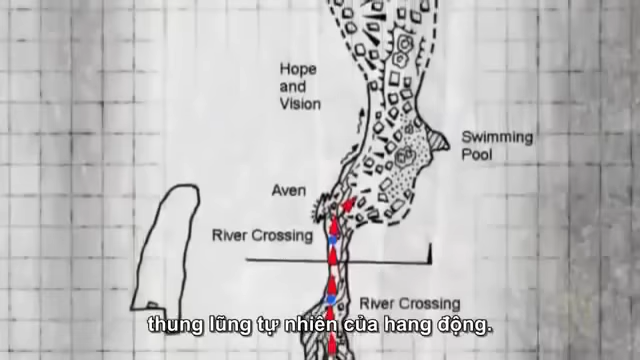 Hope
and
Vision
Swimming
Pool
Aven
River Crossing
River Crossing
thung lũng tự nhiên của hang động.